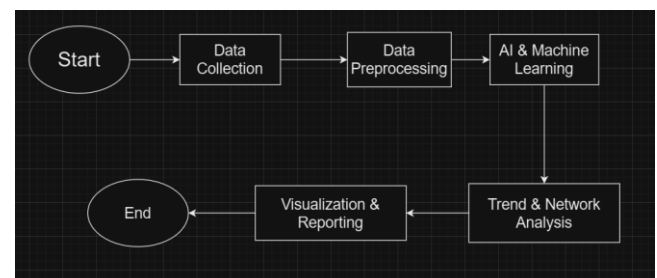 Start
Data
Collection
Data
Preprocessing
AI & Machine
Learning
Trend & Network
Analysis
Visualization &
Reporting
End